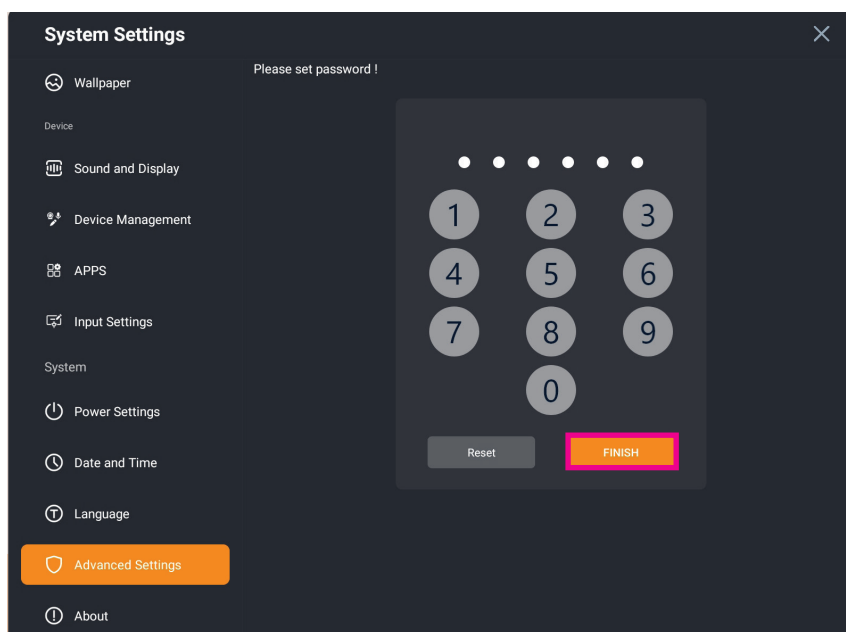 System Settings
Wallpaper
Please set password !
Device
Sound and Display
Device Management
APPS
Input Settings
System
Power Settings
Date and Time
Language
Advanced Settings
About
1 2 3
4 5 6
7 8 9
0
Reset FINISH